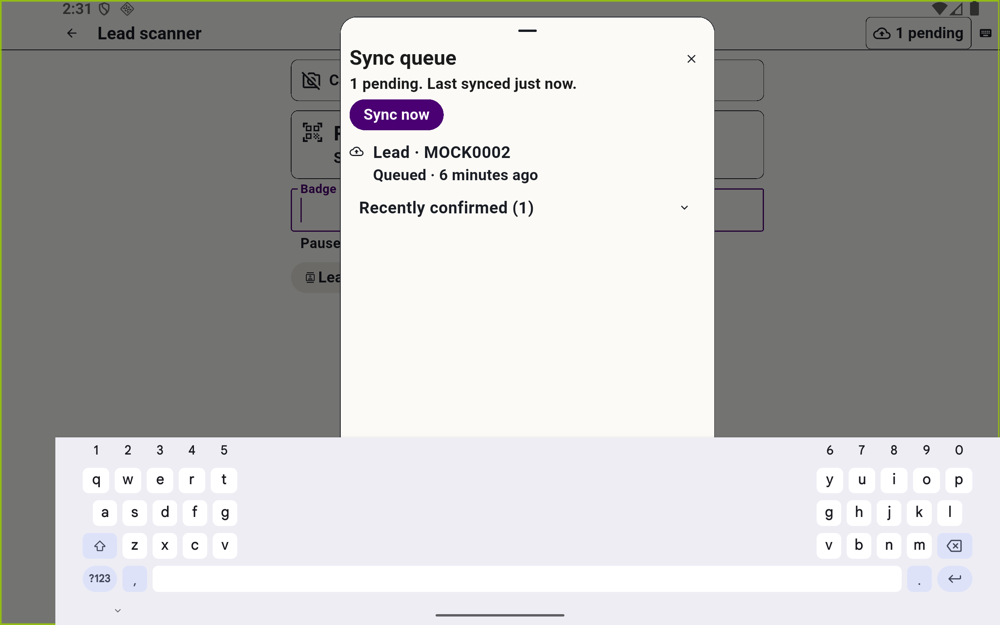 2:31
Lead scanner
1 pending
C
Sync queue
1 pending. Last synced just now.
Sync now
Lead · MOCK0002
Queued · 6 minutes ago
Recently confirmed (1)
Badge
Pause
Lea
1 2 3 4 5 6 7 8 9 0
q w e r t y u i o p
a s d f g g h j k l
z x c v v b n m
?123 , .